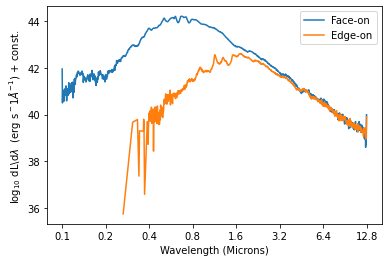 44
42
40
38
36
log₁₀ dL\dλ (erg s⁻1Å⁻¹) + const.
Face-on
Edge-on
0.1 0.2 0.4 0.8 1.6 3.2 6.4 12.8
Wavelength (Microns)